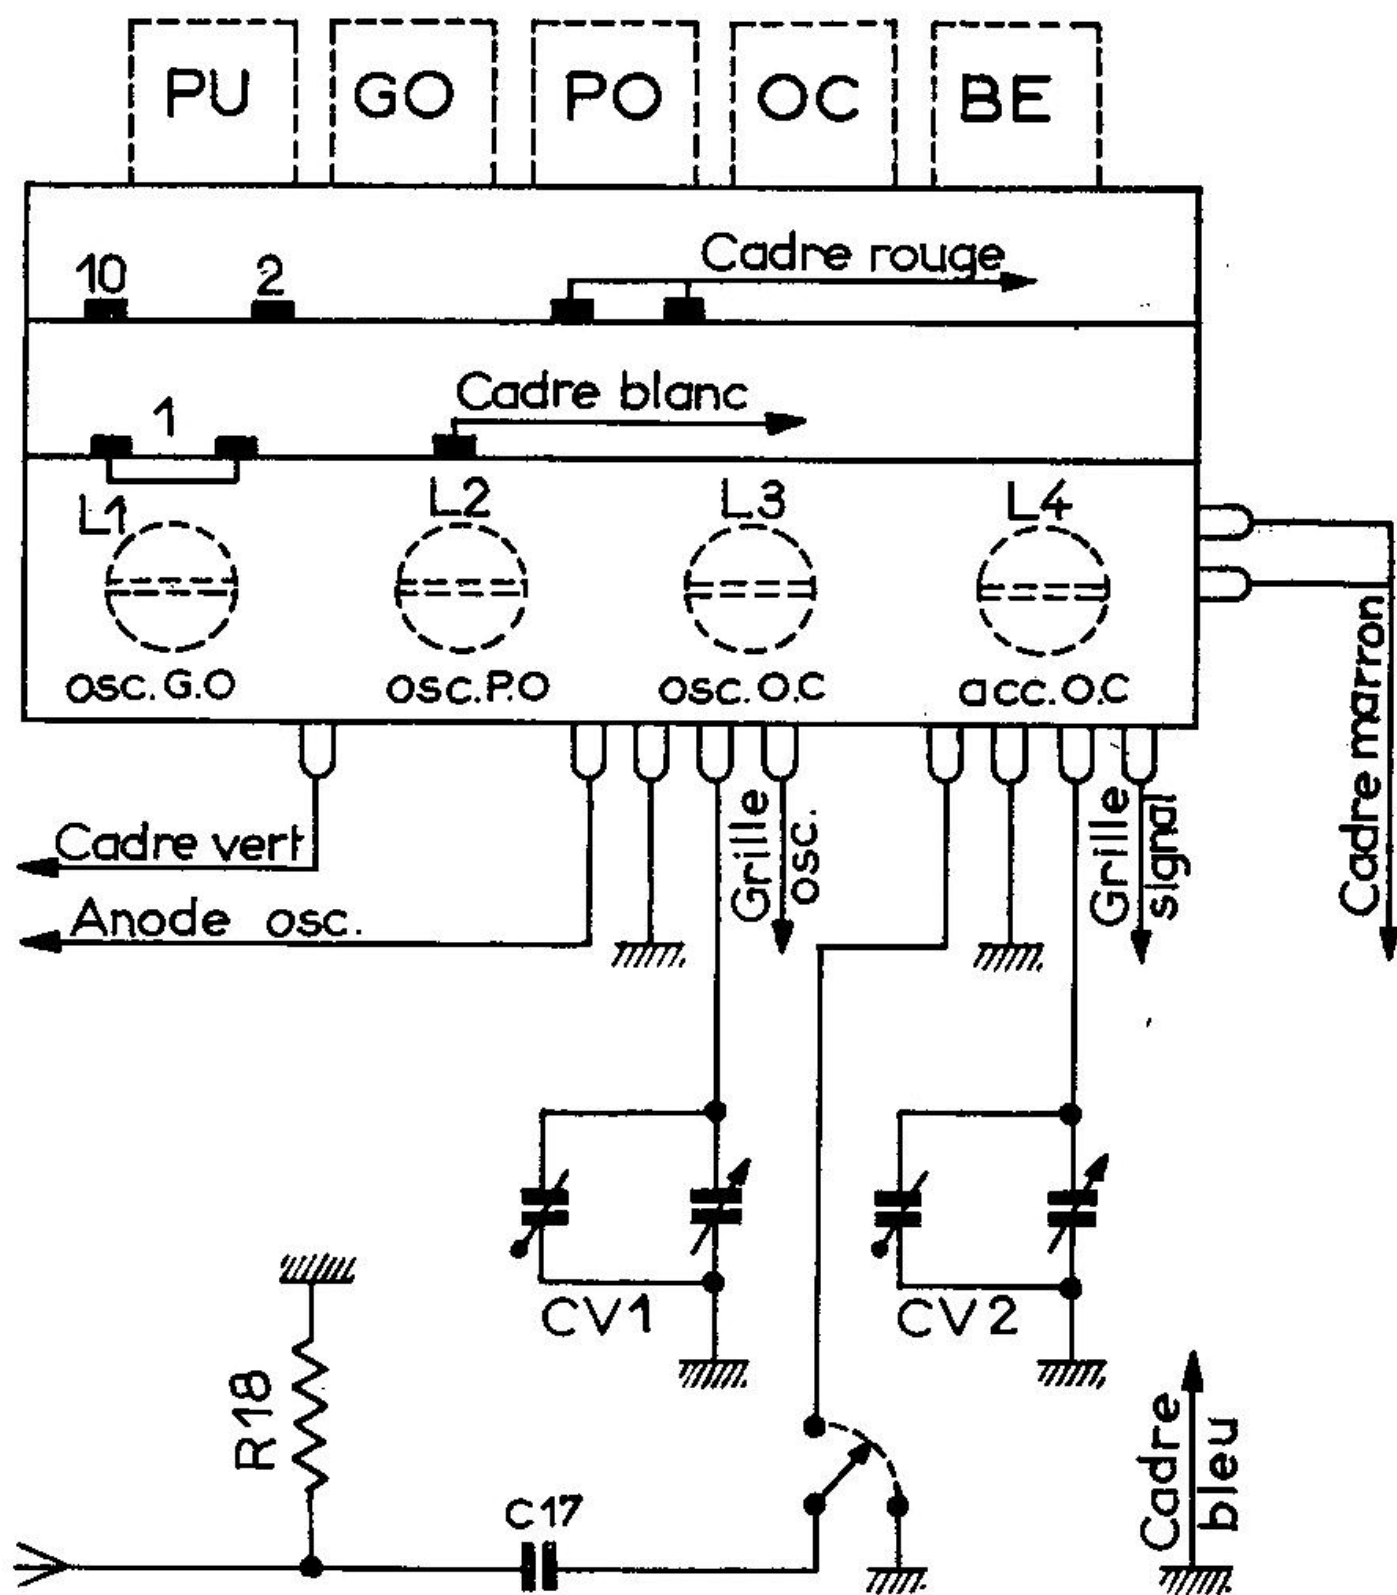 PU GO PO OC BE
Cadre rouge
10 2
Cadre blanc
1
L1 L2 L3 L4
osc. G.O osc. P.O osc. O.C acc. O.C
Cadre marron
Cadre vert
Anode osc.
Grille
osc.
Grille
signal
CV1 CV2
R18
C17
Cadre
bleu